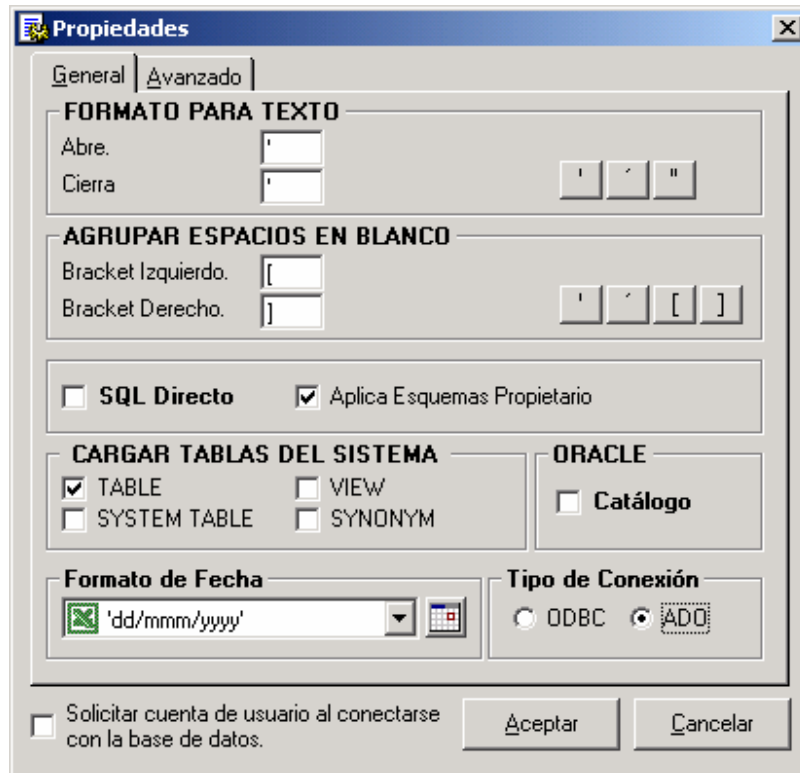 Propiedades
General Avanzado
FORMATO PARA TEXTO
Abre. '
Cierra '
' ´ "
AGRUPAR ESPACIOS EN BLANCO
Bracket Izquierdo. [
Bracket Derecho. ]
' ´ [ ]
SQL Directo Aplica Esquemas Propietario
CARGAR TABLAS DEL SISTEMA ORACLE
TABLE VIEW
Catálogo
SYSTEM TABLE SYNONYM
Formato de Fecha Tipo de Conexión
'dd/mmm/yyyy' ODBC ADO
Solicitar cuenta de usuario al conectarse
con la base de datos.
Aceptar Cancelar